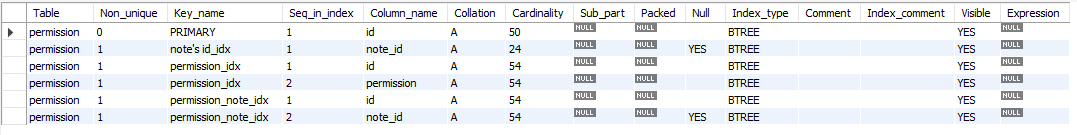 Table Non_unique Key_name Seq_in_index Column_name Collation Cardinality Sub_part Packed Null Index_type Comment Index_comment Visible Expression
permission 0 PRIMARY 1 id A 50 NULL NULL BTREE YES NULL
permission 1 note's id_idx 1 note_id A 24 NULL NULL YES BTREE YES NULL
permission 1 permission_idx 1 id A 54 NULL NULL BTREE YES NULL
permission 1 permission_idx 2 permission A 54 NULL NULL BTREE YES NULL
permission 1 permission_note_idx 1 id A 54 NULL NULL BTREE YES NULL
permission 1 permission_note_idx 2 note_id A 54 NULL NULL YES BTREE YES NULL